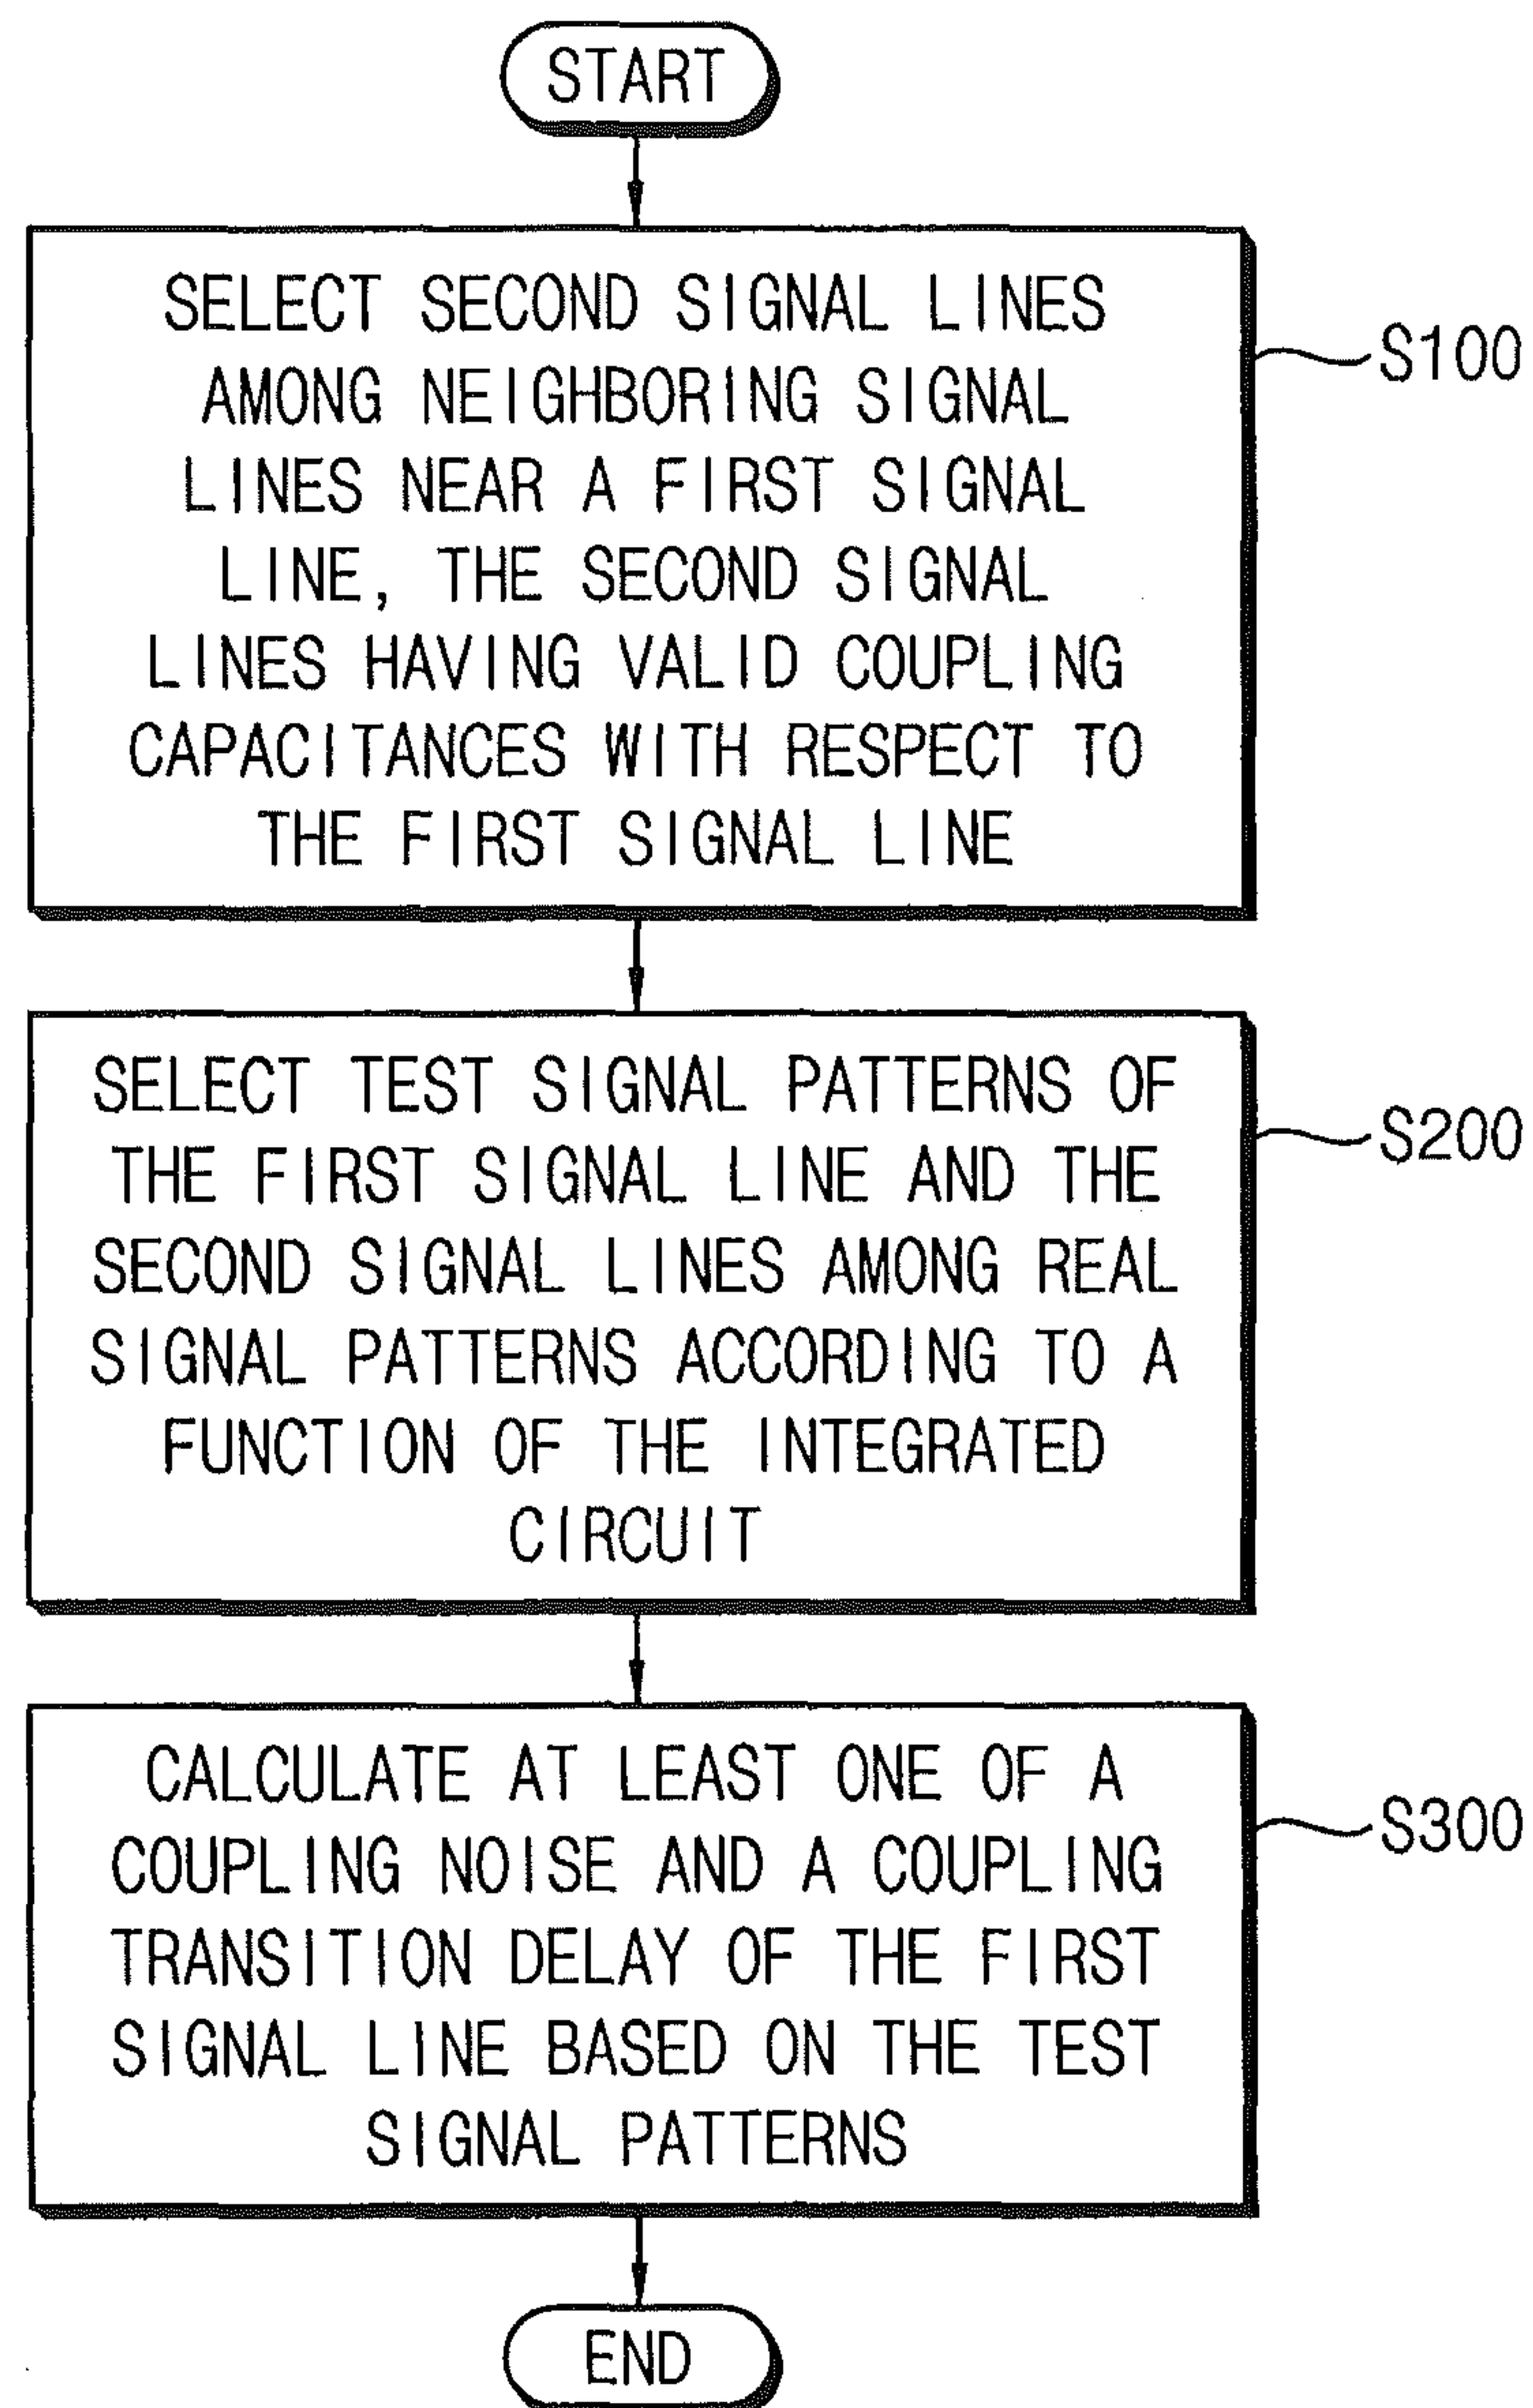 START
SELECT SECOND SIGNAL LINES
AMONG NEIGHBORING SIGNAL
LINES NEAR A FIRST SIGNAL
LINE, THE SECOND SIGNAL
LINES HAVING VALID COUPLING
CAPACITANCES WITH RESPECT TO
THE FIRST SIGNAL LINE
S100
SELECT TEST SIGNAL PATTERNS OF
THE FIRST SIGNAL LINE AND THE
SECOND SIGNAL LINES AMONG REAL
SIGNAL PATTERNS ACCORDING TO A
FUNCTION OF THE INTEGRATED
CIRCUIT
S200
CALCULATE AT LEAST ONE OF A
COUPLING NOISE AND A COUPLING
TRANSITION DELAY OF THE FIRST
SIGNAL LINE BASED ON THE TEST
SIGNAL PATTERNS
S300
END